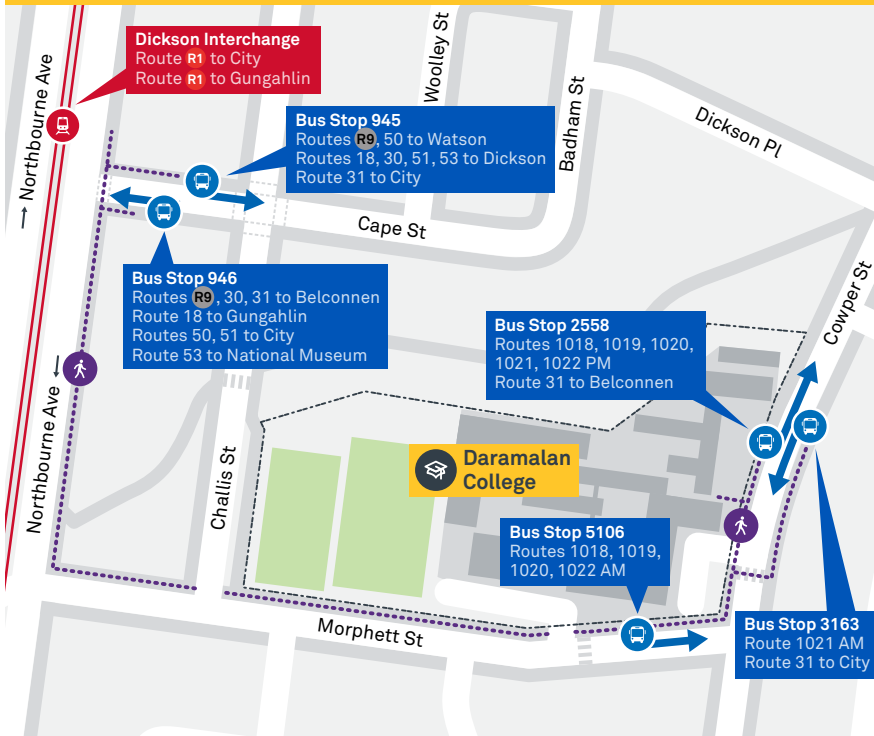 Dickson Interchange
Route R1 to City
Route R1 to Gungahlin
Woolley St
Northbourne Ave
→
Badham St
Dickson Pl
Bus Stop 945
Routes R9, 50 to Watson
Routes 18, 30, 51, 53 to Dickson
Route 31 to City
Cape St
Bus Stop 946
Routes R9, 30, 31 to Belconnen
Route 18 to Gungahlin
Routes 50, 51 to City
Route 53 to National Museum
Cowper St
Bus Stop 2558
Routes 1018, 1019, 1020,
1021, 1022 PM
Route 31 to Belconnen
Northbourne Ave
←
Challis St
Daramalan
College
Bus Stop 5106
Routes 1018, 1019,
1020, 1022 AM
Morphett St
Bus Stop 3163
Route 1021 AM
Route 31 to City